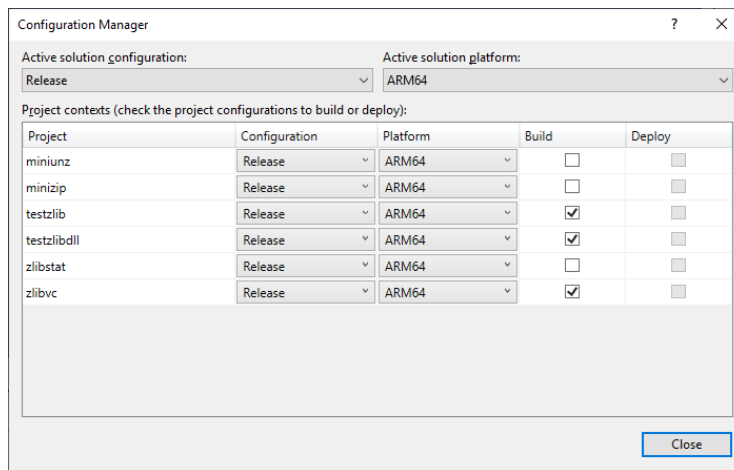 Configuration Manager ? ×
Active solution configuration: Active solution platform:
Release ARM64
Project contexts (check the project configurations to build or deploy):
Project Configuration Platform Build Deploy
miniunz Release ARM64
minizip Release ARM64
testzlib Release ARM64
testzlibdll Release ARM64
zlibstat Release ARM64
zlibvc Release ARM64
Close